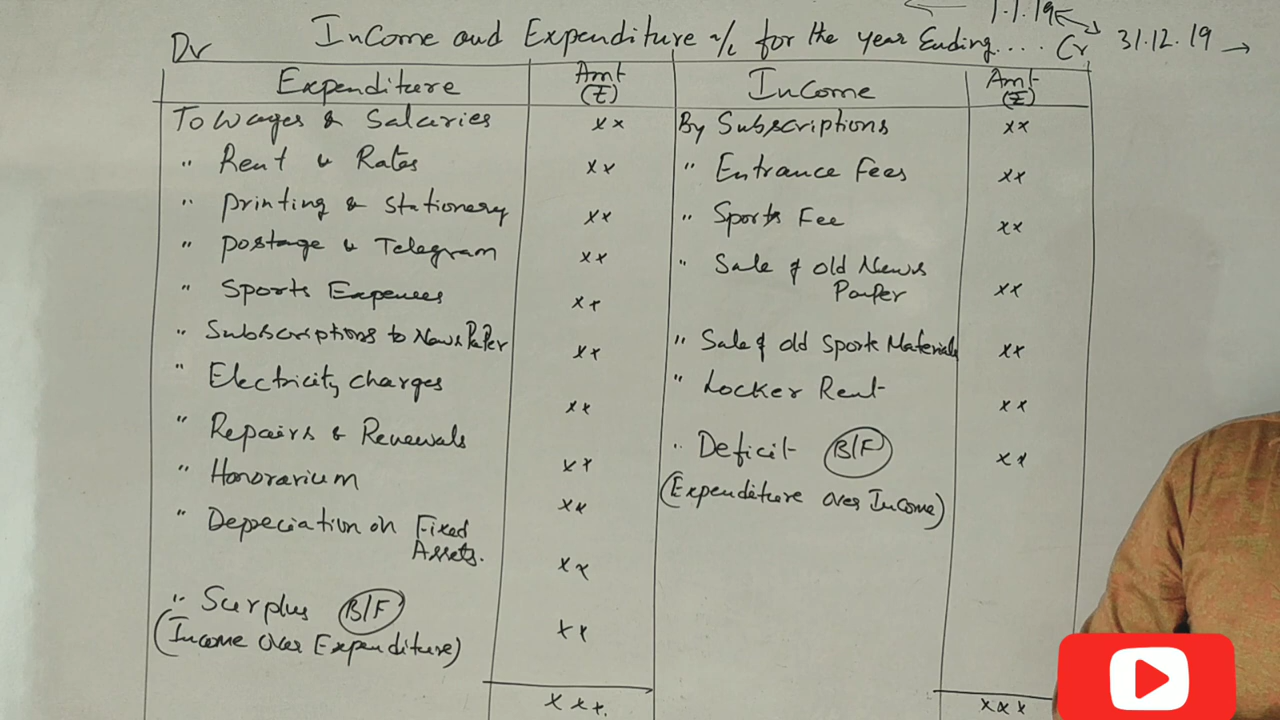 1.1.19
Income and Expenditure a/c for the year Ending.... 31.12.19
Dr Cr
Expenditure Amt (₹) Income Amt (₹)
To Wages & Salaries xx By Subscriptions xx
" Rent & Rates xx " Entrance Fees xx
" Printing & Stationery xx " Sports Fee xx
" Postage & Telegram xx " Sale of old News
Paper xx
" Sports Expenses xx
" Subscriptions to News Paper xx " Sale of old Sports Materials xx
" Electricity charges xx " Locker Rent xx
" Repairs & Renewals xx " Deficit B/F xx
" Honorarium xx (Expenditure over Income)
" Depeciation on Fixed
Assets. xx
" Surplus B/F xx
(Income over Expenditure)
xxx. xxx